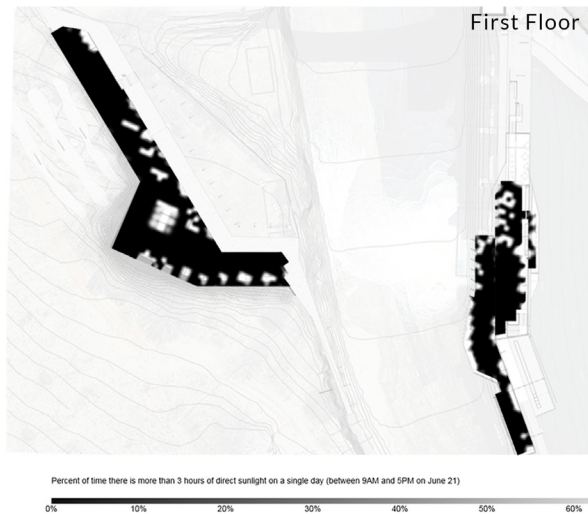 First Floor
Percent of time there is more than 3 hours of direct sunlight on a single day (between 9AM and 5PM on June 21)
0% 10% 20% 30% 40% 50% 60%